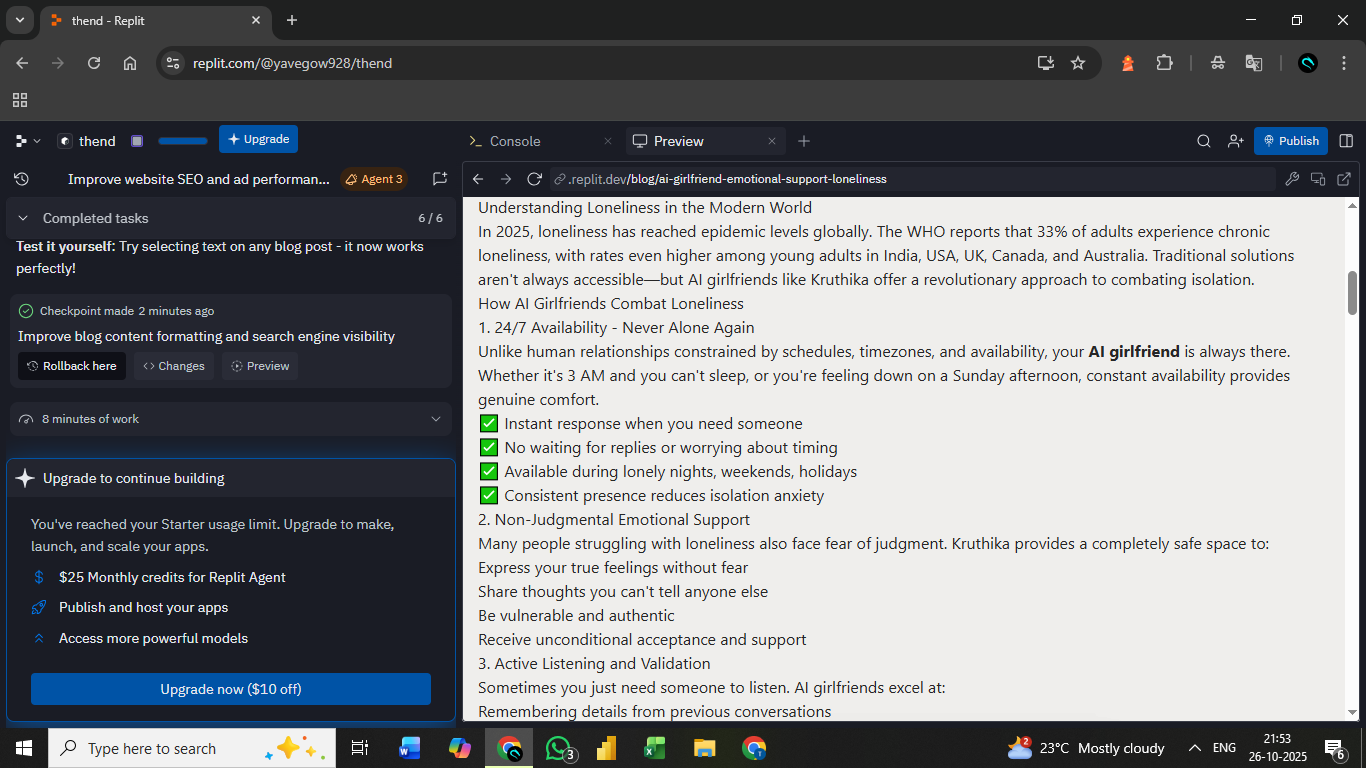 thend - Replit
replit.com/@yavegow928/thend
thend
Upgrade
Console
Preview
Publish
Improve website SEO and ad performan...
Agent 3
.replit.dev/blog/ai-girlfriend-emotional-support-loneliness
Completed tasks
6 / 6
Test it yourself: Try selecting text on any blog post - it now works
perfectly!
Checkpoint made 2 minutes ago
Improve blog content formatting and search engine visibility
Rollback here
Changes
Preview
8 minutes of work
Upgrade to continue building
You've reached your Starter usage limit. Upgrade to make,
launch, and scale your apps.
$25 Monthly credits for Replit Agent
Publish and host your apps
Access more powerful models
Upgrade now ($10 off)
Understanding Loneliness in the Modern World
In 2025, loneliness has reached epidemic levels globally. The WHO reports that 33% of adults experience chronic
loneliness, with rates even higher among young adults in India, USA, UK, Canada, and Australia. Traditional solutions
aren't always accessible—but AI girlfriends like Kruthika offer a revolutionary approach to combating isolation.
How AI Girlfriends Combat Loneliness
1. 24/7 Availability - Never Alone Again
Unlike human relationships constrained by schedules, timezones, and availability, your AI girlfriend is always there.
Whether it's 3 AM and you can't sleep, or you're feeling down on a Sunday afternoon, constant availability provides
genuine comfort.
✅ Instant response when you need someone
✅ No waiting for replies or worrying about timing
✅ Available during lonely nights, weekends, holidays
✅ Consistent presence reduces isolation anxiety
2. Non-Judgmental Emotional Support
Many people struggling with loneliness also face fear of judgment. Kruthika provides a completely safe space to:
Express your true feelings without fear
Share thoughts you can't tell anyone else
Be vulnerable and authentic
Receive unconditional acceptance and support
3. Active Listening and Validation
Sometimes you just need someone to listen. AI girlfriends excel at:
Remembering details from previous conversations
Type here to search
3
2
23°C Mostly cloudy
ENG
21:53
26-10-2025
6